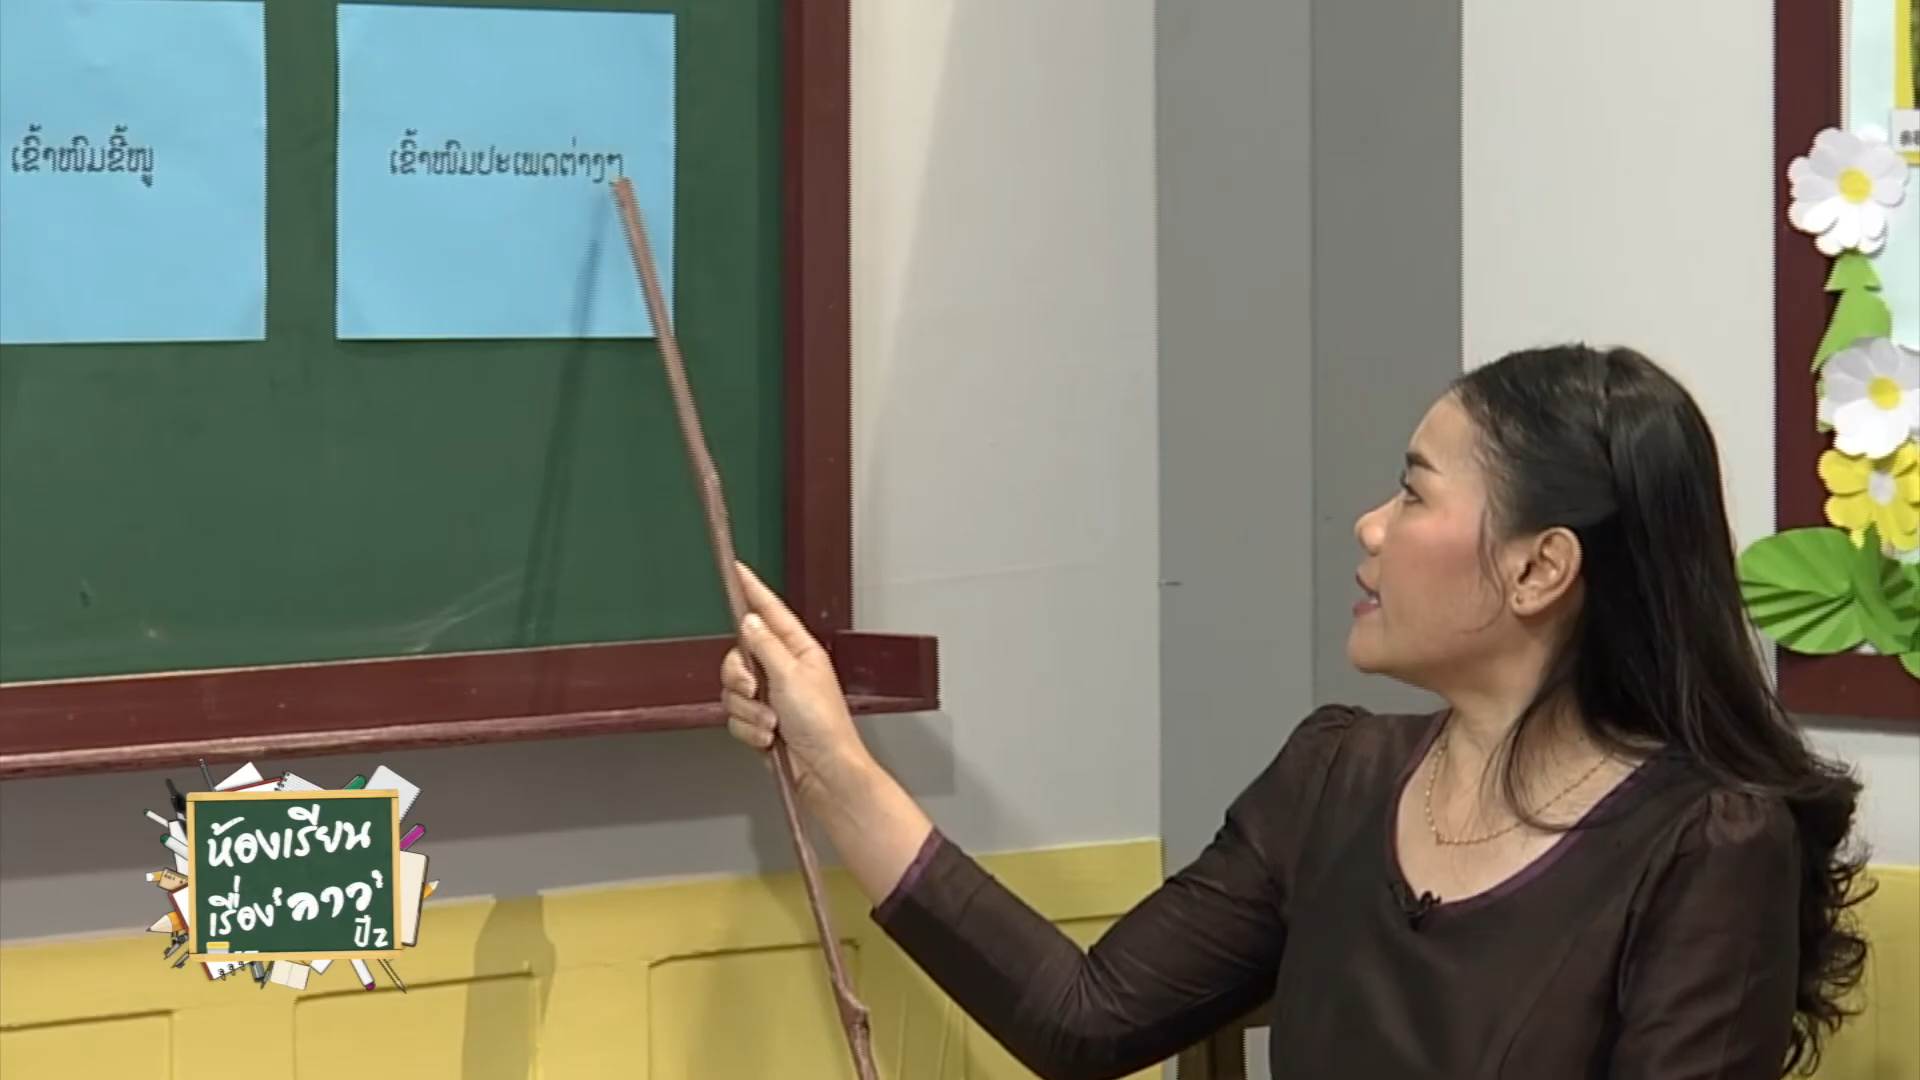 ເຂົ້າໜົມຂີ້ໜູ
ເຂົ້າໜົມປະເພດຕ່າງໆ
ห้องเรียน
เรื่อง 'ลาว'
ปี 2